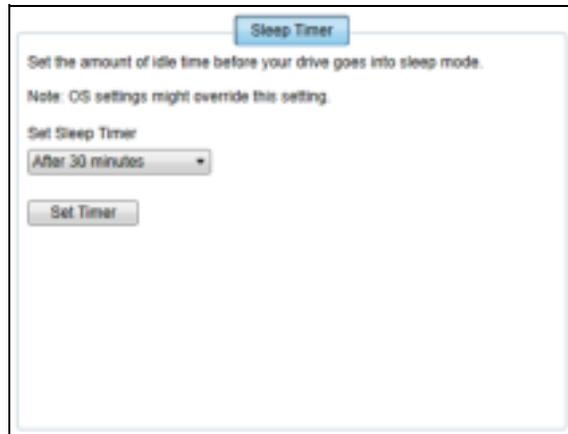 Sleep Timer
Set the amount of idle time before your drive goes into sleep mode.
Note: OS settings might override this setting.
Set Sleep Timer
After 30 minutes
Set Timer